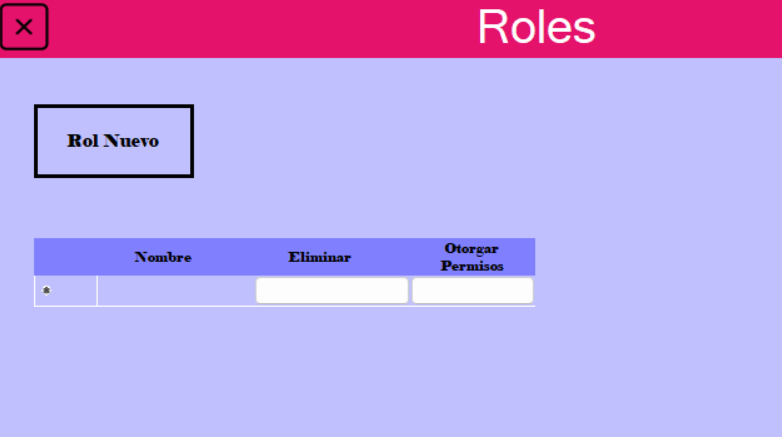 Roles
Rol Nuevo
Nombre
Eliminar
Otorgar
Permisos